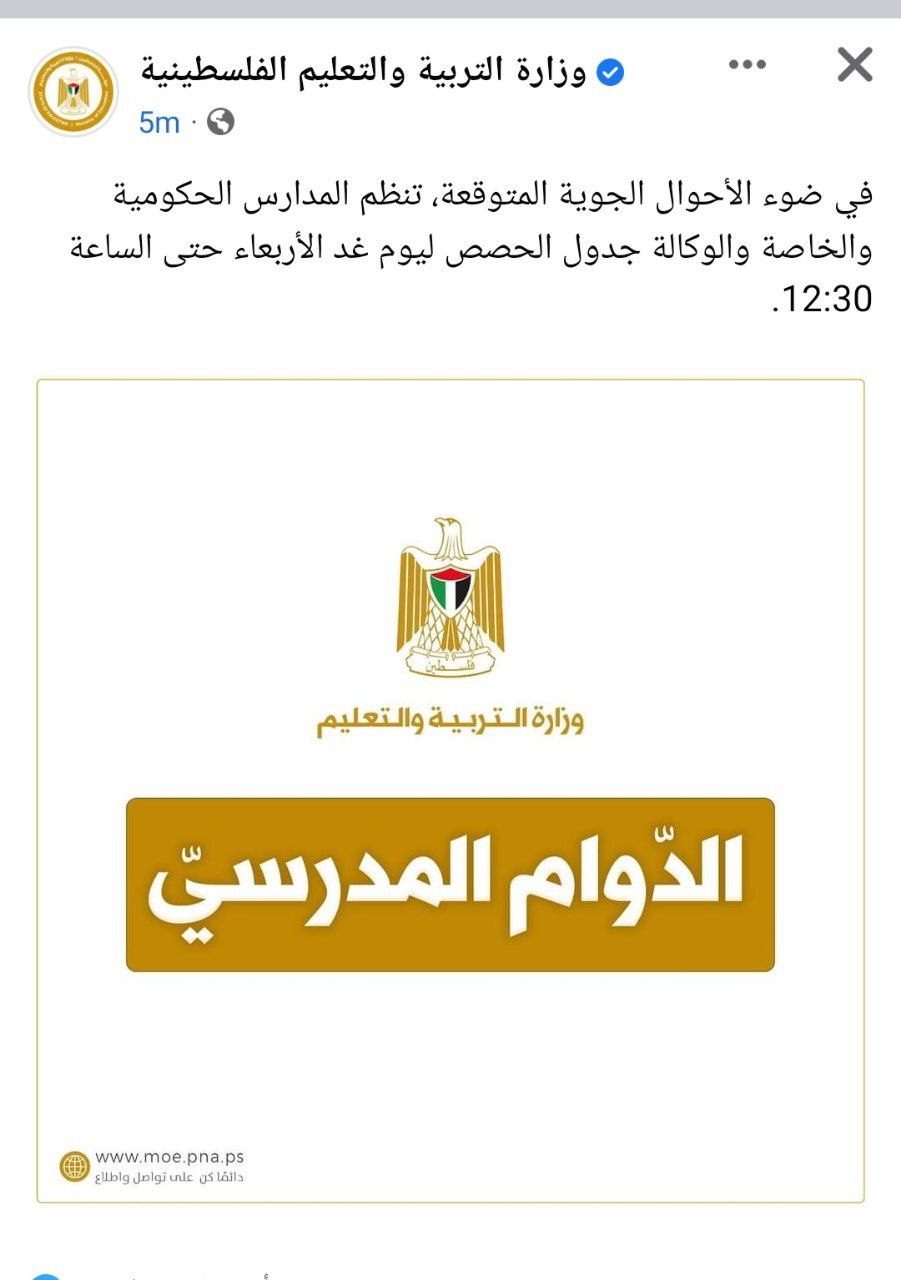 وزارة التربية والتعليم الفلسطينية
5m
في ضوء الأحوال الجوية المتوقعة، تنظم المدارس الحكومية
والخاصة والوكالة جدول الحصص ليوم غد الأربعاء حتى الساعة
12:30.
فلسطين
وزارة التربية والتعليم
الدّوام المدرسيّ
www.moe.pna.ps
دائمًا كن على تواصل واطلاع